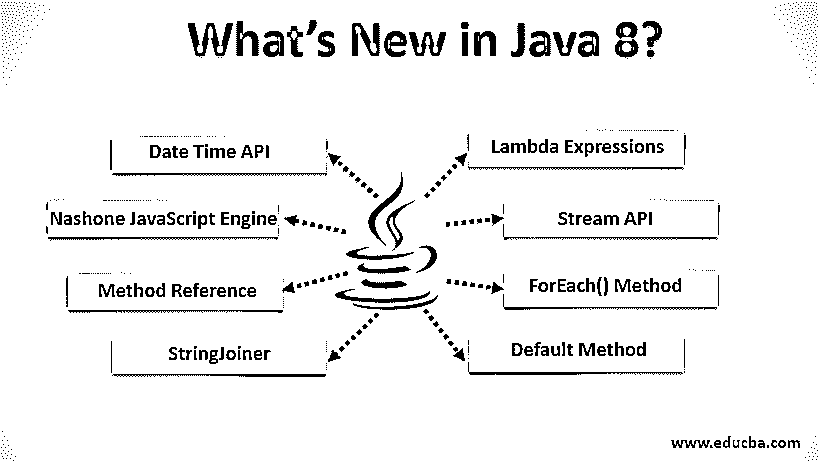 What's New in Java 8?
Date Time API
Lambda Expressions
Nashone JavaScript Engine
Stream API
Method Reference
ForEach() Method
StringJoiner
Default Method
www.educba.com